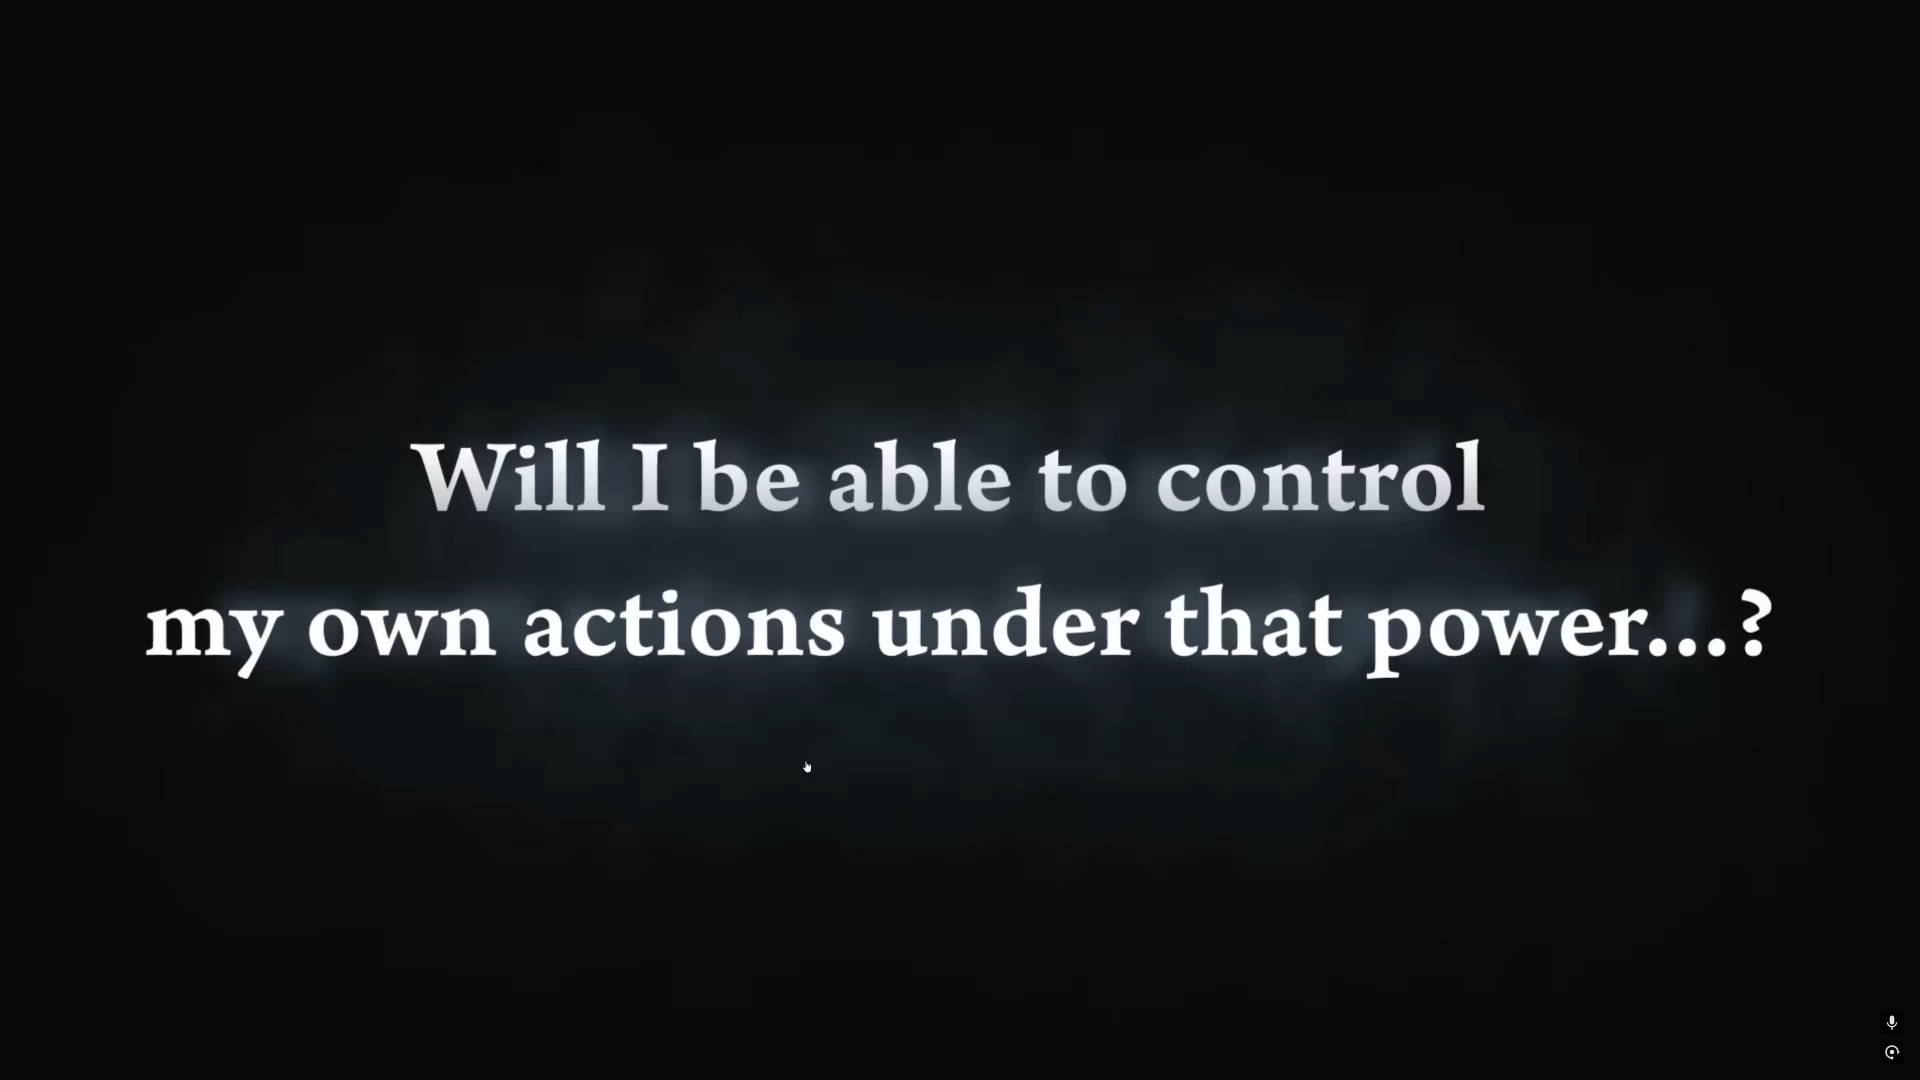 Will I be able to control
my own actions under that power...?